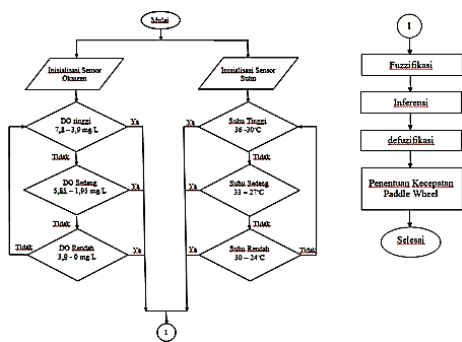 Mulai
Inisialisasi Sensor
Oksigen
Inisialisasi Sensor
Suhu
DO tinggi
7,8 – 3,9 mg L
Ya
Ya
Suhu Tinggi
36 -30°C
Tidak
Tidak
DO Sedang
5,85 – 1,95 mg L
Ya
Ya
Suhu Sedang
33 – 27°C
Tidak
Tidak
Tidak
DO Rendah
3,9 - 0 mg L
Ya
Ya
Suhu Rendah
30 – 24°C
Tidak
1
1
Fuzzifikasi
Inferensi
defuzifikasi
Penentuan Kecepatan
Paddle Wheel
Selesai